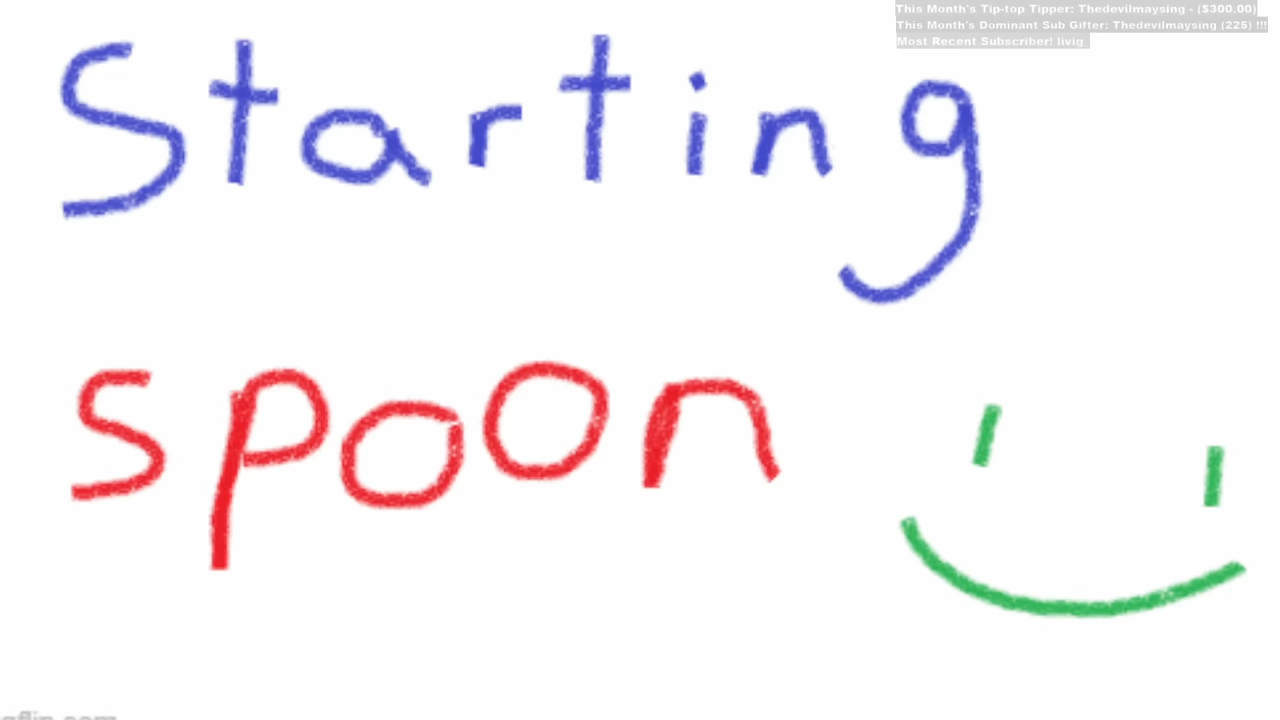 This Month's Tip-top Tipper: Thedevilmaysing - ($300.00)
This Month's Dominant Sub Gifter: Thedevilmaysing (225) !!!
Most Recent Subscriber! livig
Starting
spoon